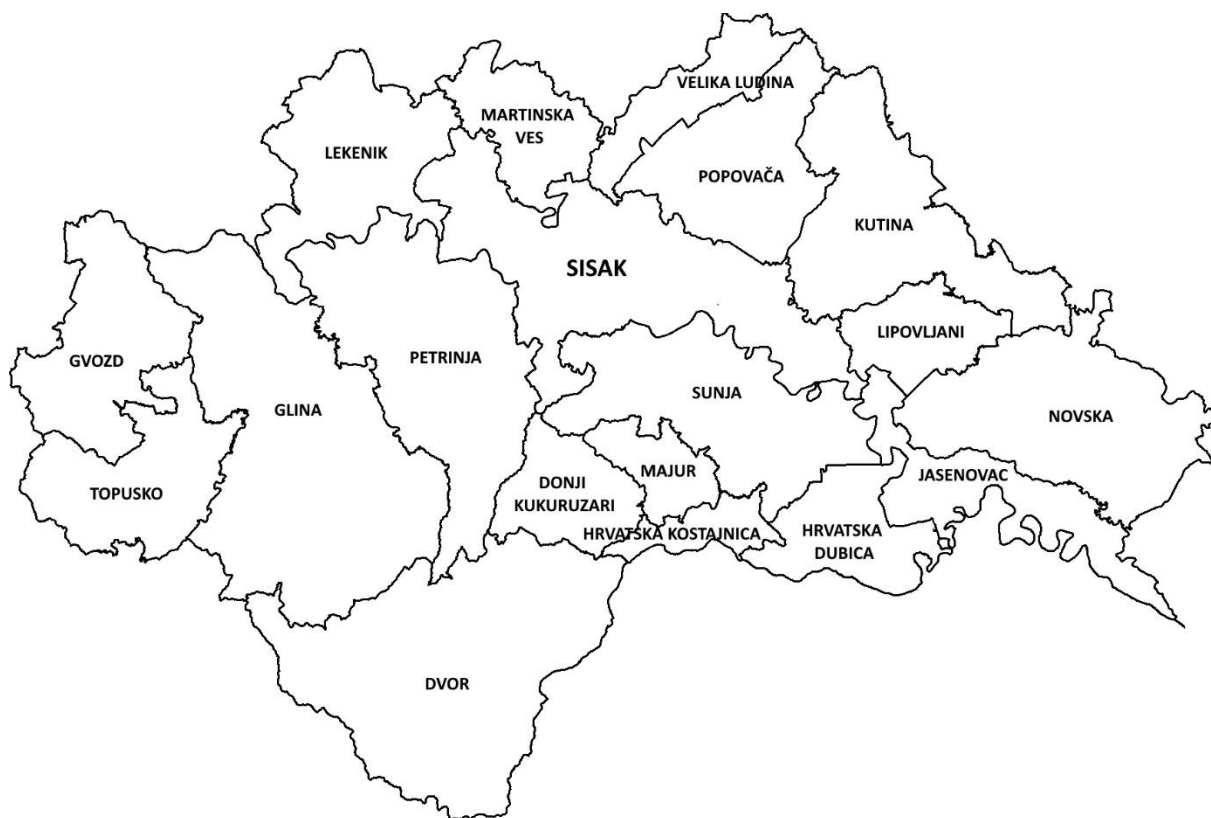 VELIKA LUDINA
MARTINSKA
VES
LEKENIK
POPOVAČA
KUTINA
SISAK
LIPOVLJANI
GVOZD
PETRINJA
SUNJA
GLINA
NOVSKA
MAJUR
JASENOVAC
DONJI
KUKURUZARI
TOPUSKO
HRVATSKA KOSTAJNICA
HRVATSKA
DUBICA
DVOR